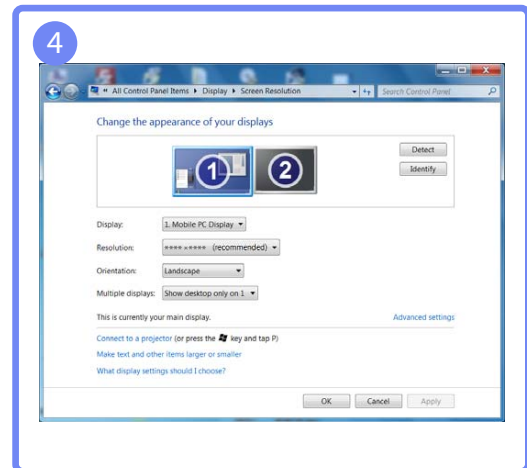 4
« All Control Panel Items ▸ Display ▸ Screen Resolution
Search Control Panel
Change the appearance of your displays
1
2
Detect
Identify
Display: 1. Mobile PC Display
Resolution: **** × **** (recommended)
Orientation: Landscape
Multiple displays: Show desktop only on 1
This is currently your main display.
Advanced settings
Connect to a projector (or press the key and tap P)
Make text and other items larger or smaller
What display settings should I choose?
OK
Cancel
Apply